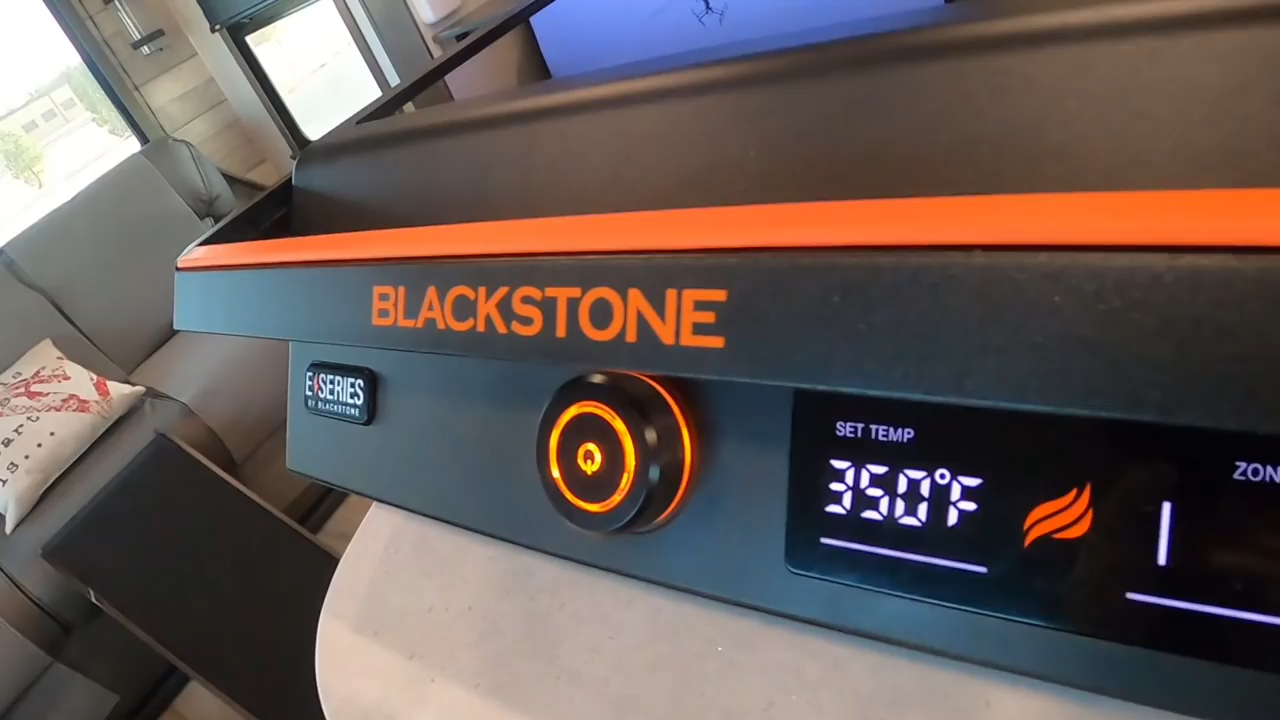 BLACKSTONE
E SERIES
BY BLACKSTONE
SET TEMP
350°F
ZON